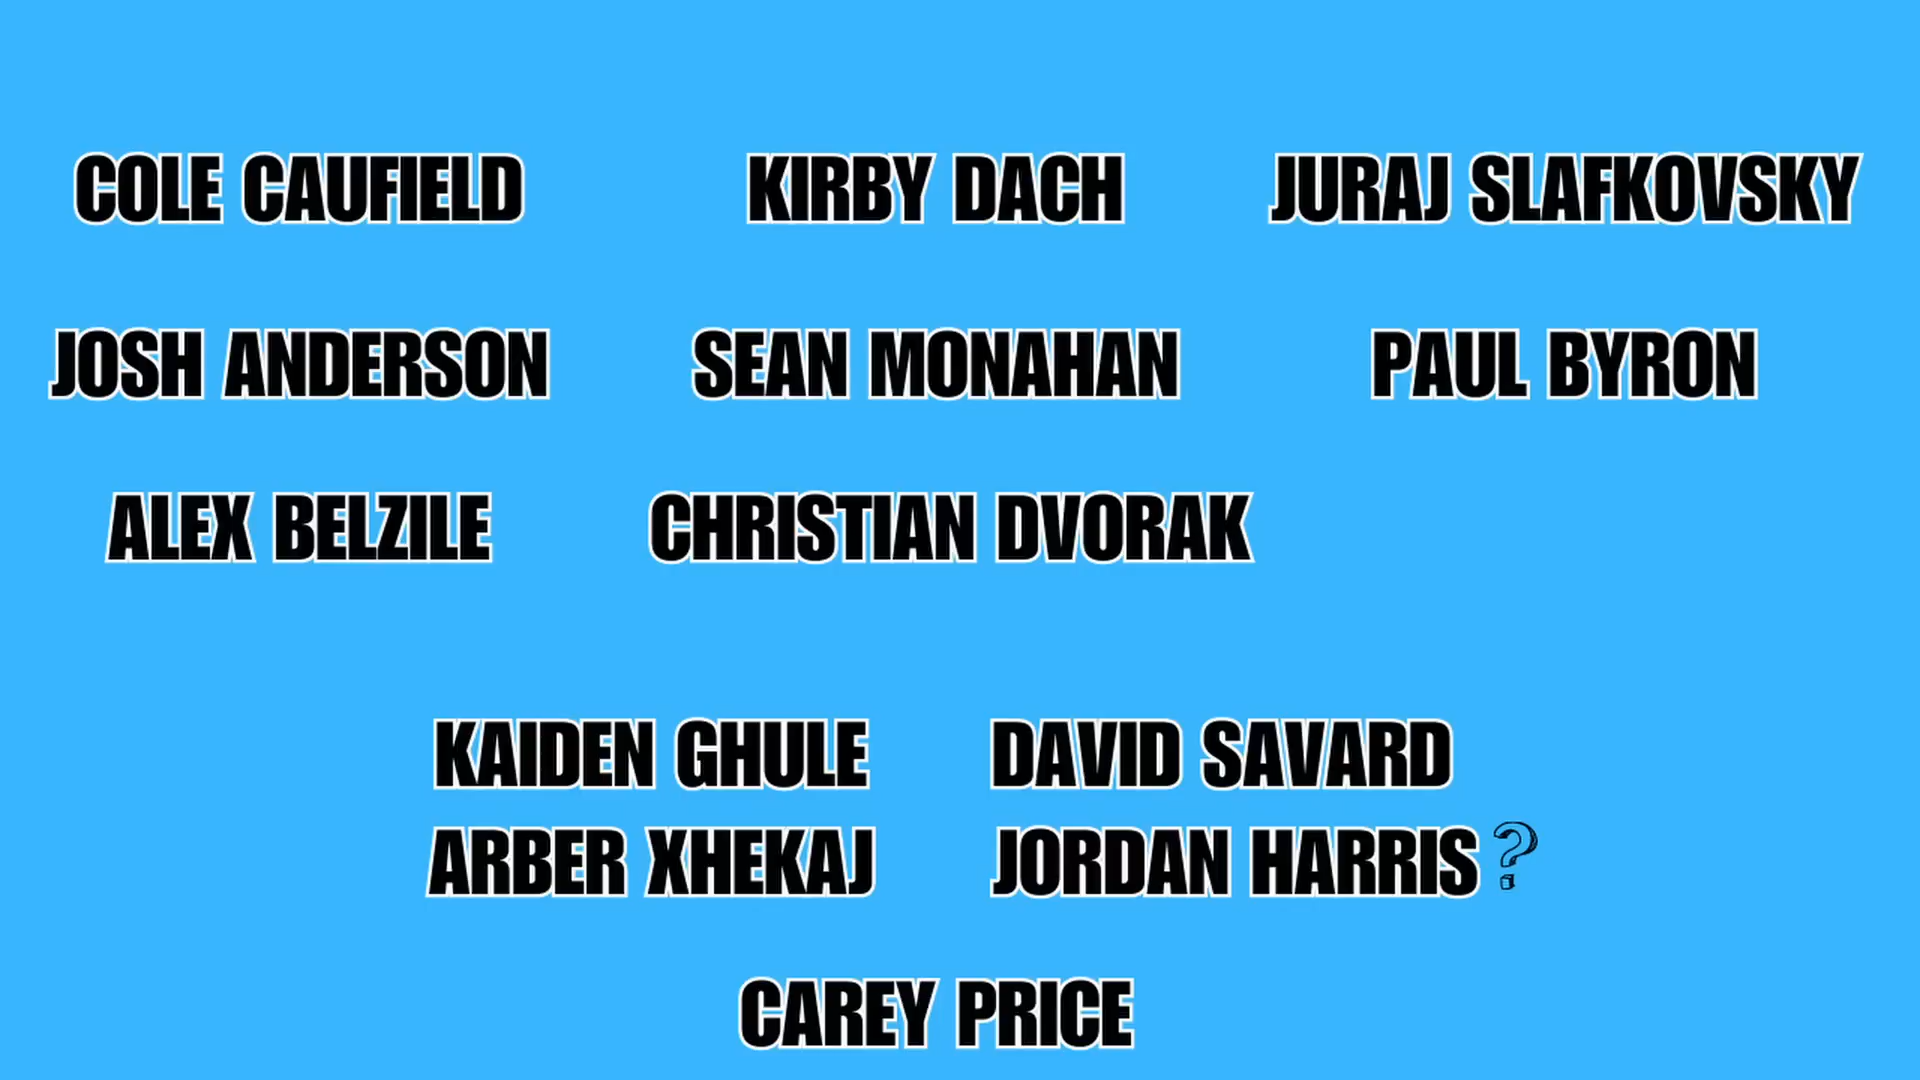 COLE CAUFIELD KIRBY DACH JURAJ SLAFKOVSKY
JOSH ANDERSON SEAN MONAHAN PAUL BYRON
ALEX BELZILE CHRISTIAN DVORAK
KAIDEN GHULE DAVID SAVARD
ARBER XHEKAJ JORDAN HARRIS ?
CAREY PRICE